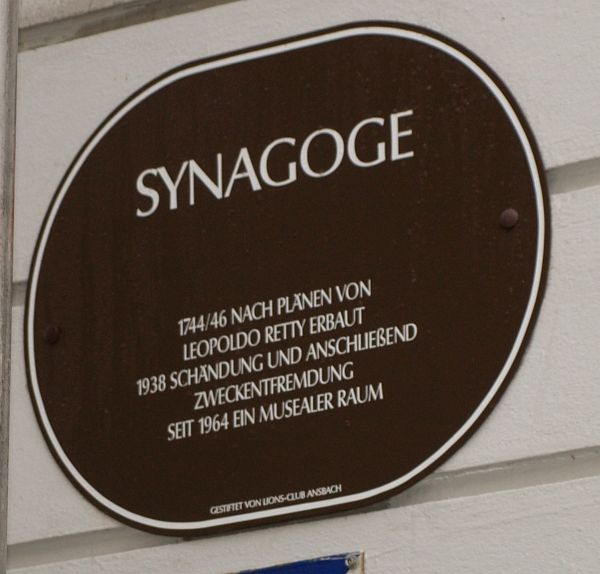 SYNAGOGE
1744/46 NACH PLÄNEN VON
LEOPOLDO RETTY ERBAUT
1938 SCHÄNDUNG UND ANSCHLIEẞEND
ZWECKENTFREMDUNG
SEIT 1964 EIN MUSEALER RAUM
GESTIFTET VON LIONS-CLUB ANSBACH